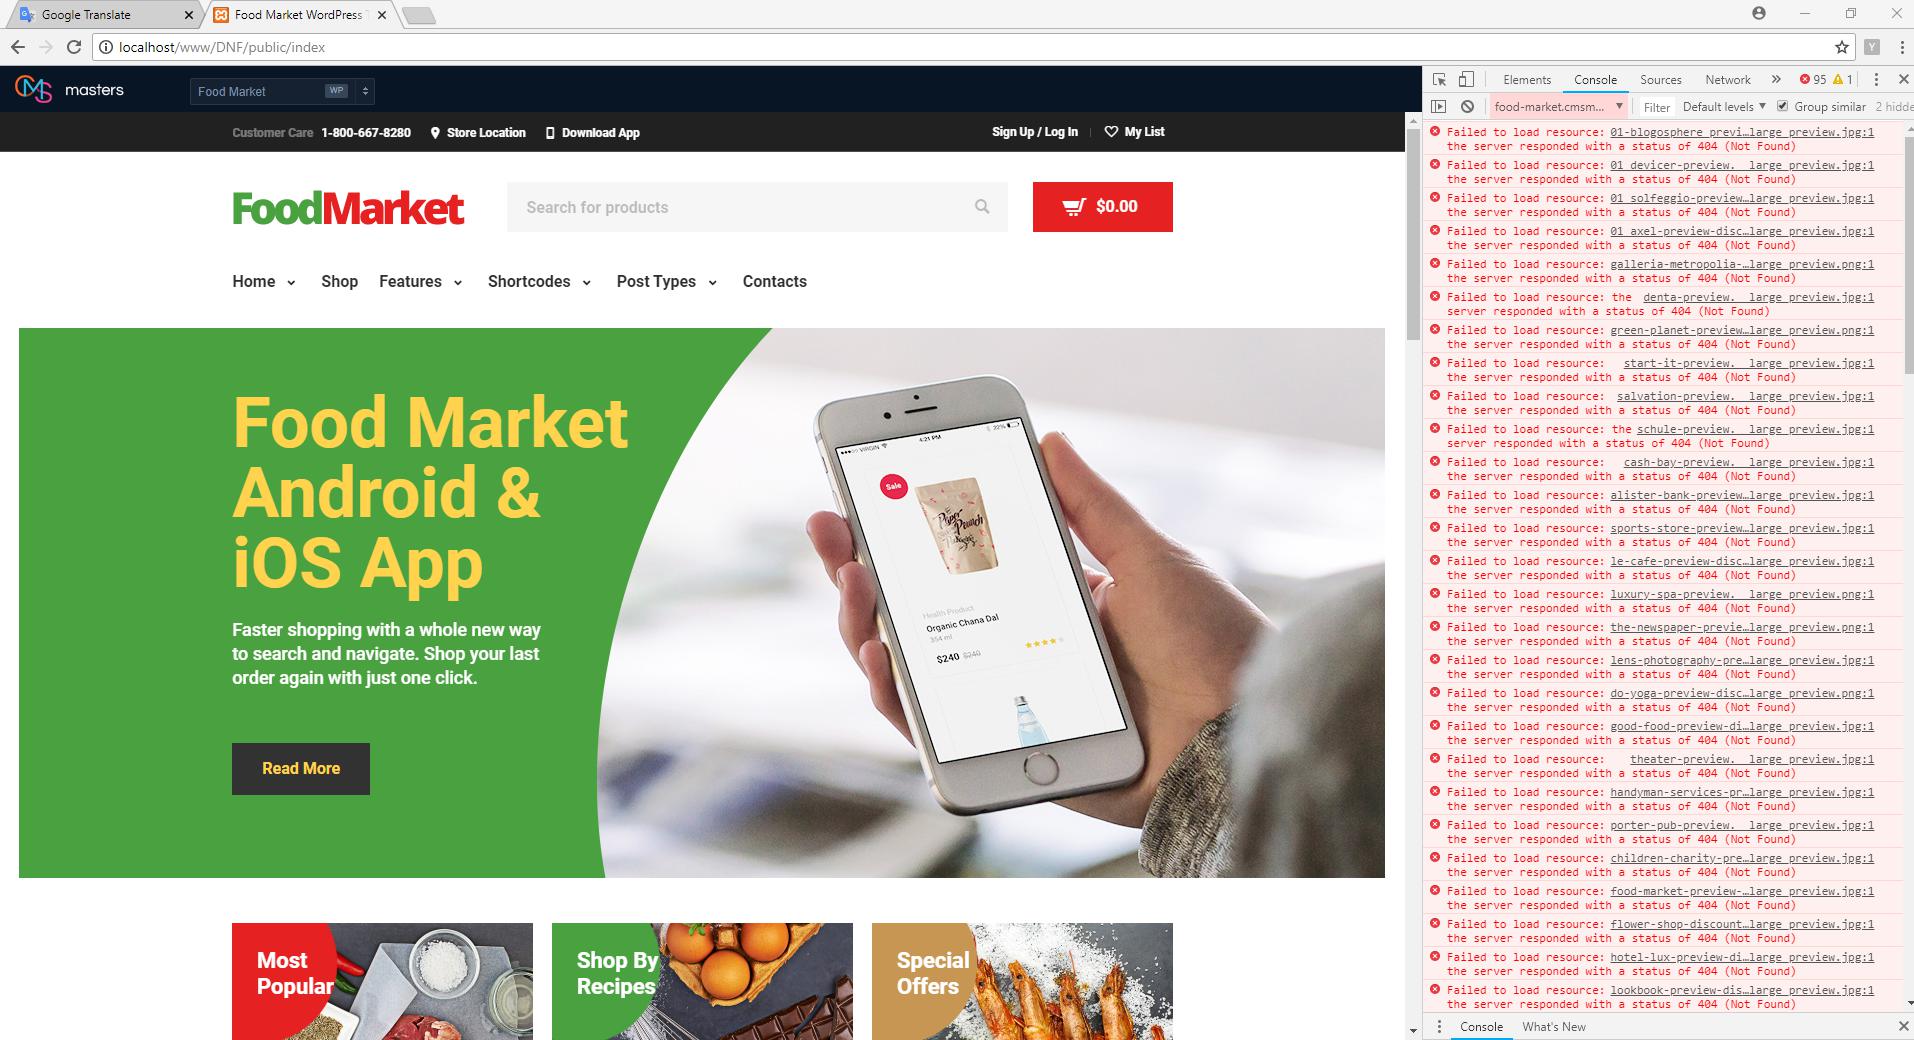 Google Translate
Food Market WordPress T
localhost/www/DNF/public/index
CMS masters
Food Market WP
Customer Care 1-800-667-8280 Store Location Download App
Sign Up / Log In My List
FoodMarket
Search for products
$0.00
Home Shop Features Shortcodes Post Types Contacts
Food Market
Android &
iOS App
Faster shopping with a whole new way
to search and navigate. Shop your last
order again with just one click.
Read More
VIRGIN 4:21 PM 22%
Sale
Paper Peanch
Health Product
Organic Chana Dal
354 ml
$240 $240
Most
Popular
Shop By
Recipes
Special
Offers
Elements Console Sources Network 95 1
food-market.cmsm... Filter Default levels Group similar 2 hidde
Failed to load resource: 01-blogosphere_previ…large_preview.jpg:1
the server responded with a status of 404 (Not Found)
Failed to load resource: 01_devicer-preview.__large_preview.jpg:1
the server responded with a status of 404 (Not Found)
Failed to load resource: 01_solfeggio-preview…large_preview.jpg:1
the server responded with a status of 404 (Not Found)
Failed to load resource: 01_axel-preview-disc…large_preview.jpg:1
the server responded with a status of 404 (Not Found)
Failed to load resource: galleria-metropolia-…large_preview.png:1
the server responded with a status of 404 (Not Found)
Failed to load resource: the denta-preview.__large_preview.jpg:1
server responded with a status of 404 (Not Found)
Failed to load resource: green-planet-preview…large_preview.png:1
the server responded with a status of 404 (Not Found)
Failed to load resource: start-it-preview.__large_preview.jpg:1
the server responded with a status of 404 (Not Found)
Failed to load resource: salvation-preview.__large_preview.jpg:1
the server responded with a status of 404 (Not Found)
Failed to load resource: the schule-preview.__large_preview.jpg:1
server responded with a status of 404 (Not Found)
Failed to load resource: cash-bay-preview.__large_preview.jpg:1
the server responded with a status of 404 (Not Found)
Failed to load resource: alister-bank-preview…large_preview.jpg:1
the server responded with a status of 404 (Not Found)
Failed to load resource: sports-store-preview…large_preview.jpg:1
the server responded with a status of 404 (Not Found)
Failed to load resource: le-cafe-preview-disc…large_preview.jpg:1
the server responded with a status of 404 (Not Found)
Failed to load resource: luxury-spa-preview.__large_preview.png:1
the server responded with a status of 404 (Not Found)
Failed to load resource: the-newspaper-previe…large_preview.png:1
the server responded with a status of 404 (Not Found)
Failed to load resource: lens-photography-pre…large_preview.jpg:1
the server responded with a status of 404 (Not Found)
Failed to load resource: do-yoga-preview-disc…large_preview.png:1
the server responded with a status of 404 (Not Found)
Failed to load resource: good-food-preview-di…large_preview.jpg:1
the server responded with a status of 404 (Not Found)
Failed to load resource: theater-preview.__large_preview.jpg:1
the server responded with a status of 404 (Not Found)
Failed to load resource: handyman-services-pr…large_preview.jpg:1
the server responded with a status of 404 (Not Found)
Failed to load resource: porter-pub-preview.__large_preview.jpg:1
the server responded with a status of 404 (Not Found)
Failed to load resource: children-charity-pre…large_preview.jpg:1
the server responded with a status of 404 (Not Found)
Failed to load resource: food-market-preview-…large_preview.jpg:1
the server responded with a status of 404 (Not Found)
Failed to load resource: flower-shop-discount…large_preview.jpg:1
the server responded with a status of 404 (Not Found)
Failed to load resource: hotel-lux-preview-di…large_preview.jpg:1
the server responded with a status of 404 (Not Found)
Failed to load resource: lookbook-preview-dis…large_preview.jpg:1
the server responded with a status of 404 (Not Found)
Console What's New